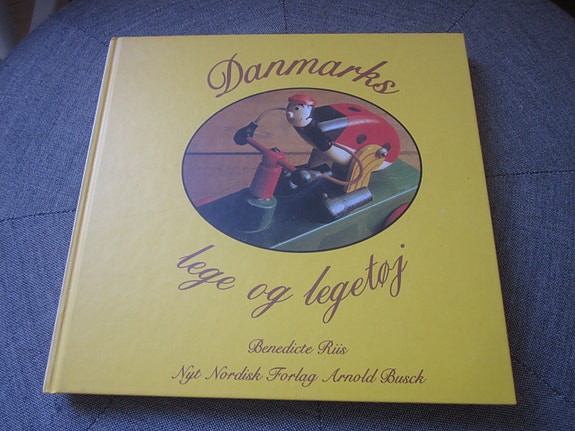 Danmarks
lege og legetøj
Benedicte Riis
Nyt Nordisk Forlag Arnold Busck